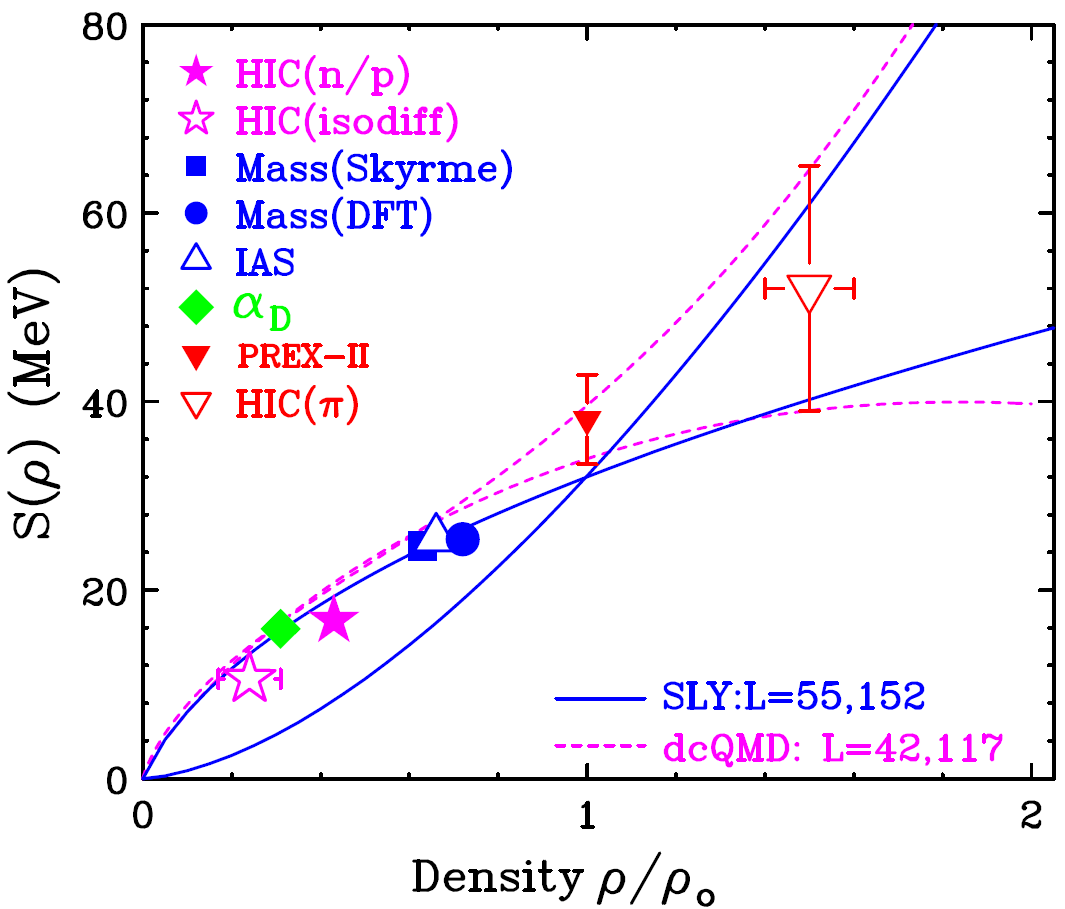 80
60
40
20
0
S(ρ) (MeV)
HIC(n/p)
HIC(isodiff)
Mass(Skyrme)
Mass(DFT)
IAS
α_D
PREX-II
HIC(π)
SLY:L=55,152
dcQMD: L=42,117
0 1 2
Density ρ/ρ_o